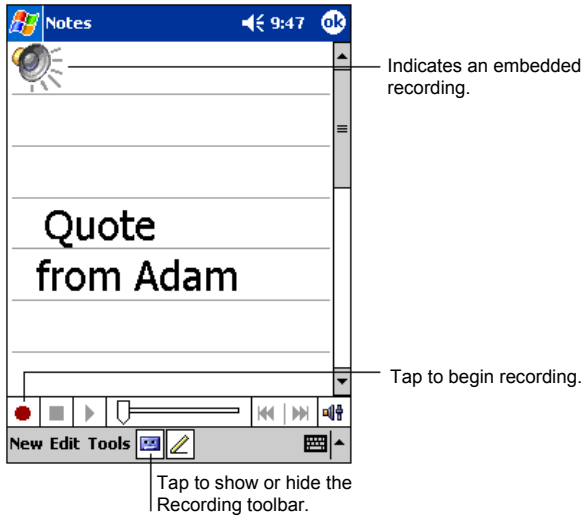 Notes 9:47 ok
Indicates an embedded
recording.
Quote
from Adam
Tap to begin recording.
New Edit Tools
Tap to show or hide the
Recording toolbar.